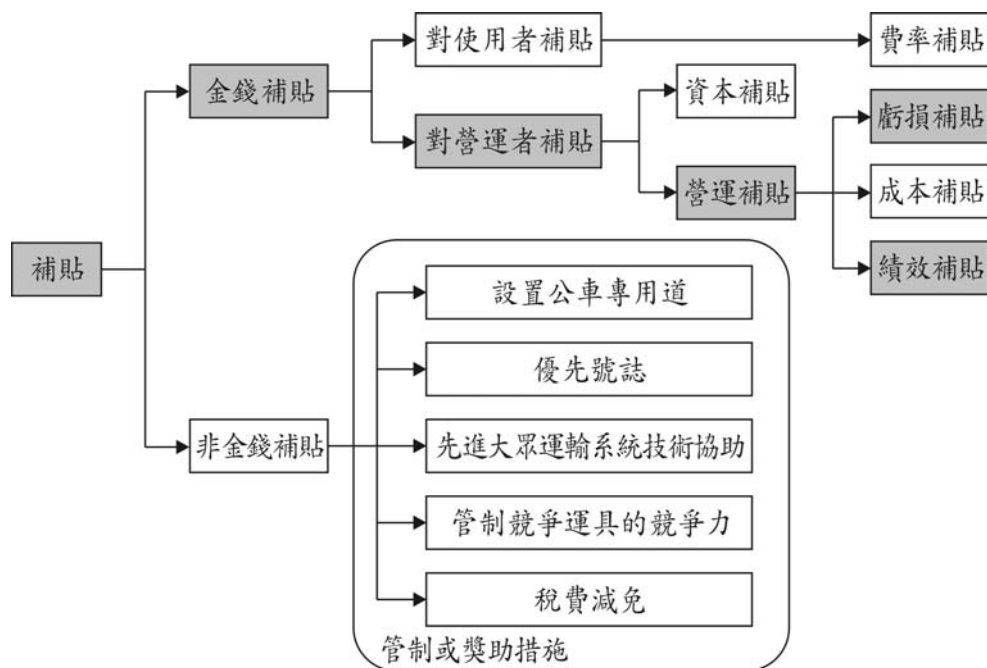 對使用者補貼
費率補貼
金錢補貼
資本補貼
虧損補貼
對營運者補貼
營運補貼
成本補貼
績效補貼
補貼
設置公車專用道
優先號誌
非金錢補貼
先進大眾運輸系統技術協助
管制競爭運具的競爭力
稅費減免
管制或獎助措施